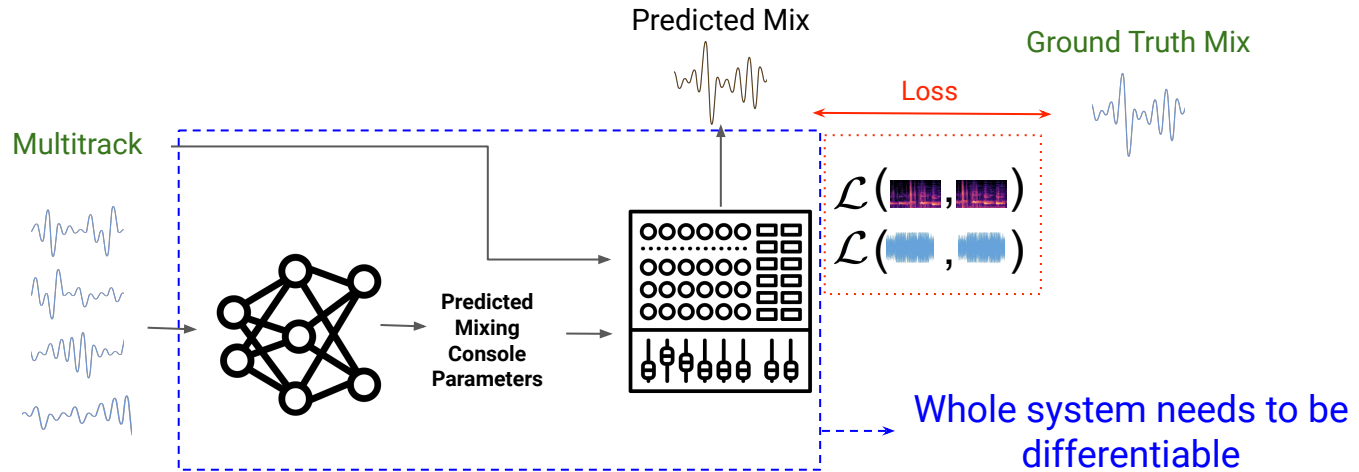 Predicted Mix
Ground Truth Mix
Loss
Multitrack
ℒ( , )
ℒ( , )
Predicted
Mixing
Console
Parameters
Whole system needs to be
differentiable